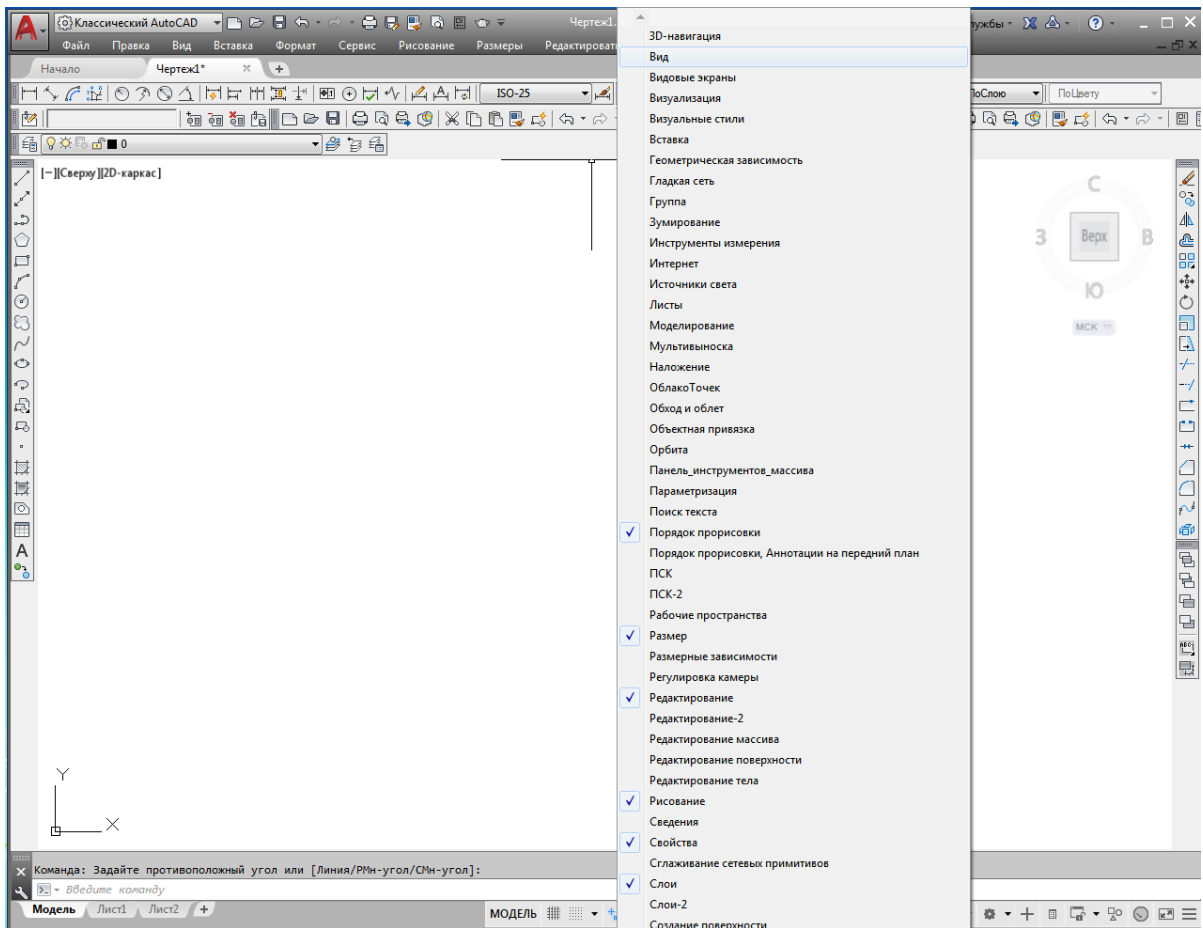 Классический AutoCAD
Чертеж1.
Файл Правка Вид Вставка Формат Сервис Рисование Размеры
Начало Чертеж1*
ISO-25
ПоСлою ПоЦвету
0
[−][Сверху][2D-каркас]
3D-навигация
Вид
Видовые экраны
Визуализация
Визуальные стили
Вставка
Геометрическая зависимость
Гладкая сеть
Группа
Зумирование
Инструменты измерения
Интернет
Источники света
Листы
Моделирование
Мультивыноска
Наложение
ОблакоТочек
Обход и облет
Объектная привязка
Орбита
Панель_инструментов_массива
Параметризация
Поиск текста
Порядок прорисовки
Порядок прорисовки, Аннотации на передний план
ПСК
ПСК-2
Рабочие пространства
Размер
Размерные зависимости
Регулировка камеры
Редактирование
Редактирование-2
Редактирование массива
Редактирование поверхности
Редактирование тела
Рисование
Сведения
Свойства
Сглаживание сетевых примитивов
Слои
Слои-2
Создание поверхности
С
З Верх В
Ю
МСК
A
ABC
Y
X
Команда: Задайте противоположный угол или [Линия/РМн-угол/СМн-угол]:
Введите команду
Модель Лист1 Лист2 +
МОДЕЛЬ